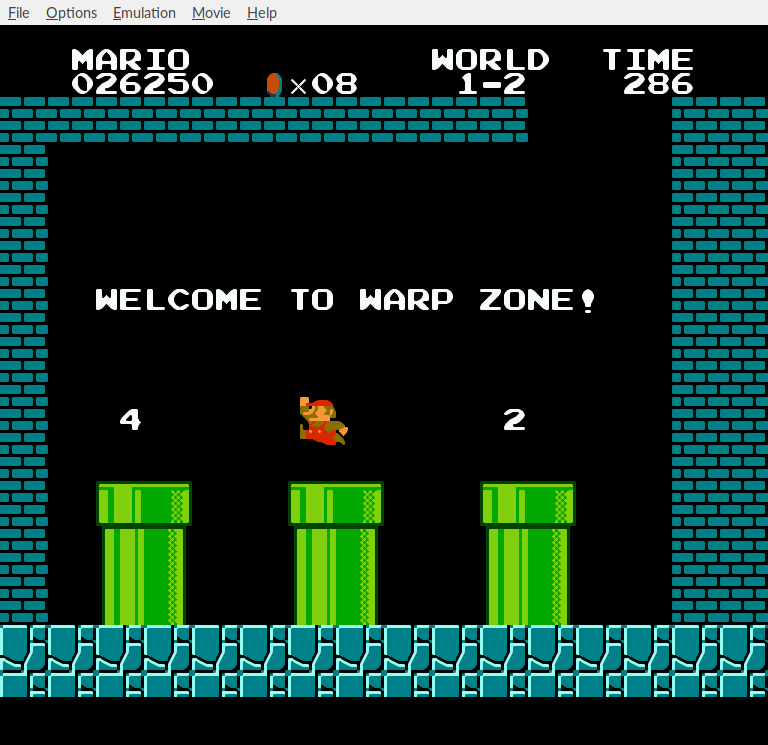 File Options Emulation Movie Help
MARIO WORLD TIME
026250 ×08 1-2 286
WELCOME TO WARP ZONE!
4 2